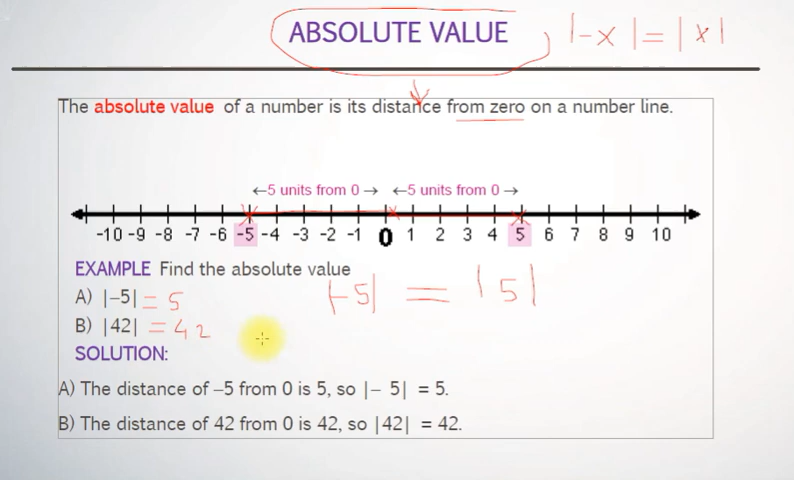 ABSOLUTE VALUE , |-x| = |x|
The absolute value of a number is its distance from zero on a number line.
←5 units from 0→ ←5 units from 0→
-10 -9 -8 -7 -6 -5 -4 -3 -2 -1 0 1 2 3 4 5 6 7 8 9 10
EXAMPLE Find the absolute value
A) |–5| = 5 |-5| = |5|
B) |42| = 42
SOLUTION:
A) The distance of –5 from 0 is 5, so |– 5| = 5.
B) The distance of 42 from 0 is 42, so |42| = 42.